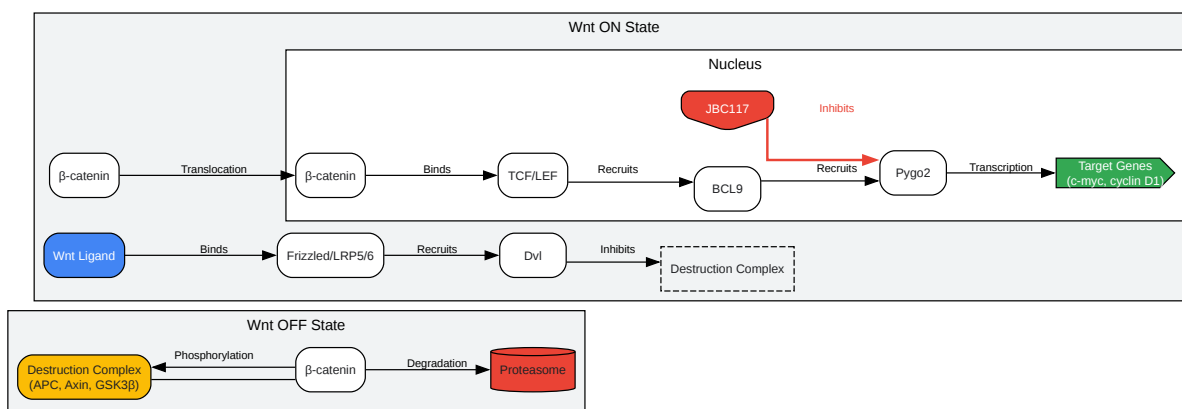 Wnt ON State
Nucleus
JBC117
Inhibits
β-catenin
Translocation
β-catenin
Binds
TCF/LEF
Recruits
BCL9
Recruits
Pygo2
Transcription
Target Genes
(c-myc, cyclin D1)
Wnt Ligand
Binds
Frizzled/LRP5/6
Recruits
Dvl
Inhibits
Destruction Complex
Wnt OFF State
Destruction Complex
(APC, Axin, GSK3β)
Phosphorylation
β-catenin
Degradation
Proteasome